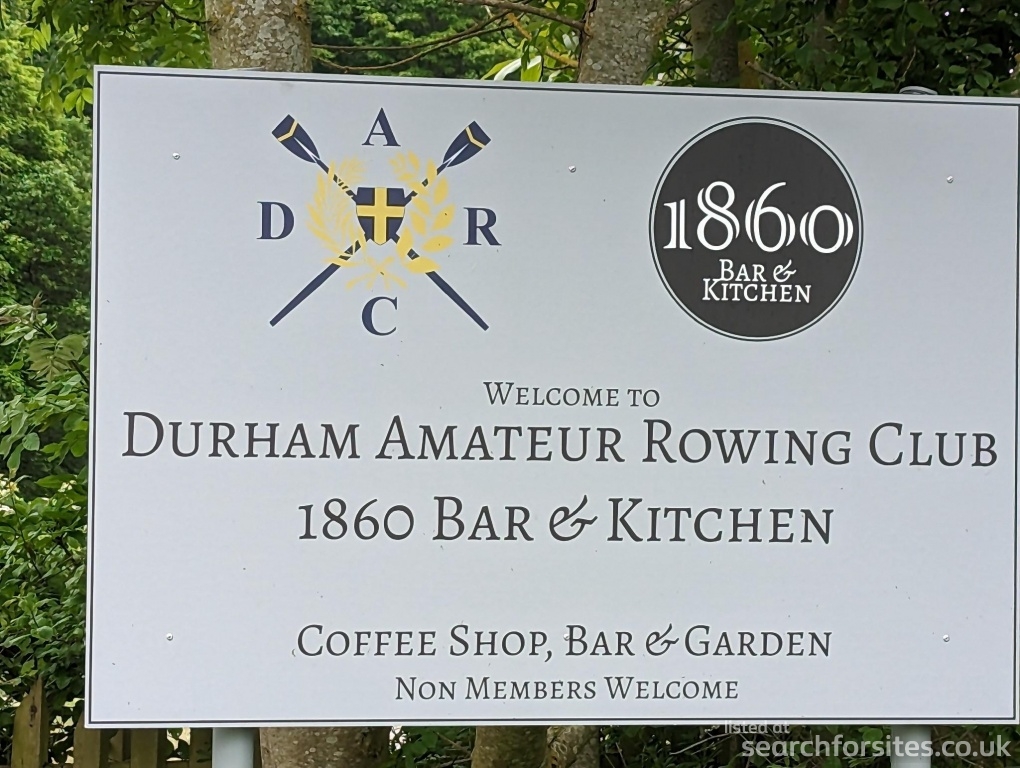 A
D R
C
1860
BAR &
KITCHEN
WELCOME TO
DURHAM AMATEUR ROWING CLUB
1860 BAR & KITCHEN
COFFEE SHOP, BAR & GARDEN
NON MEMBERS WELCOME
~ listed at
searchforsites.co.uk